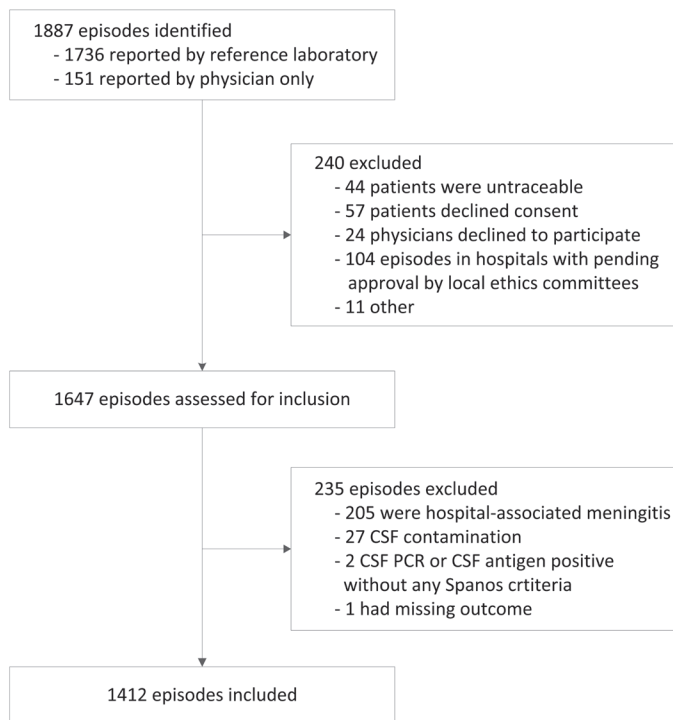 1887 episodes identified
- 1736 reported by reference laboratory
- 151 reported by physician only
240 excluded
- 44 patients were untraceable
- 57 patients declined consent
- 24 physicians declined to participate
- 104 episodes in hospitals with pending
approval by local ethics committees
- 11 other
1647 episodes assessed for inclusion
235 episodes excluded
- 205 were hospital-associated meningitis
- 27 CSF contamination
- 2 CSF PCR or CSF antigen positive
without any Spanos crtiteria
- 1 had missing outcome
1412 episodes included